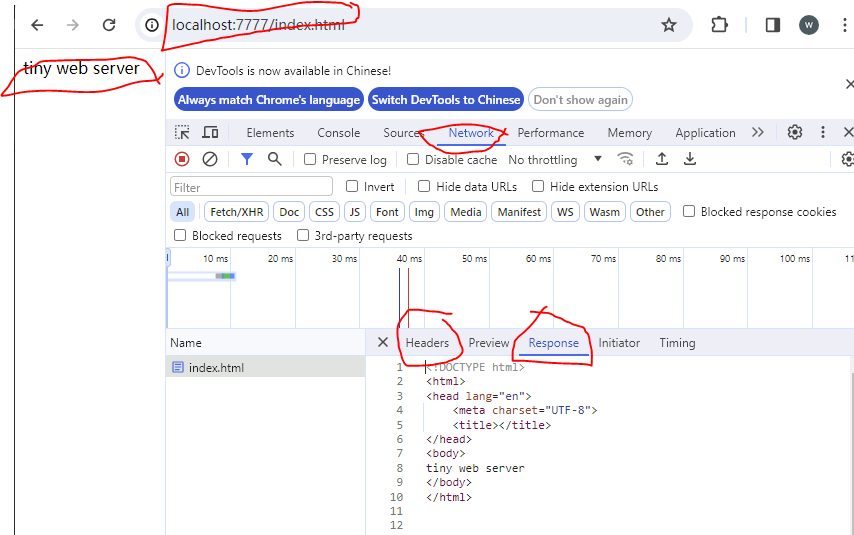 localhost:7777/index.html
W
tiny web server
DevTools is now available in Chinese!
Always match Chrome's language Switch DevTools to Chinese Don't show again
Elements Console Sources Network Performance Memory Application
Preserve log Disable cache No throttling
Filter Invert Hide data URLs Hide extension URLs
All Fetch/XHR Doc CSS JS Font Img Media Manifest WS Wasm Other Blocked response cookies
Blocked requests 3rd-party requests
10 ms 20 ms 30 ms 40 ms 50 ms 60 ms 70 ms 80 ms 90 ms 100 ms 11
Name Headers Preview Response Initiator Timing
index.html
1 <!DOCTYPE html>
2 <html>
3 <head lang="en">
4 <meta charset="UTF-8">
5 <title></title>
6 </head>
7 <body>
8 tiny web server
9 </body>
10 </html>
11
12